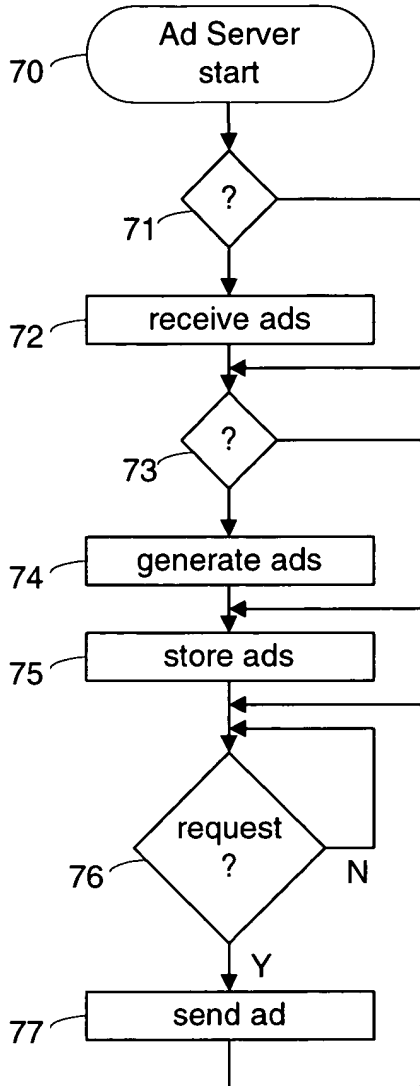 Ad Server
start
70
?
71
receive ads
72
?
73
generate ads
74
store ads
75
request
?
76
N
Y
send ad
77